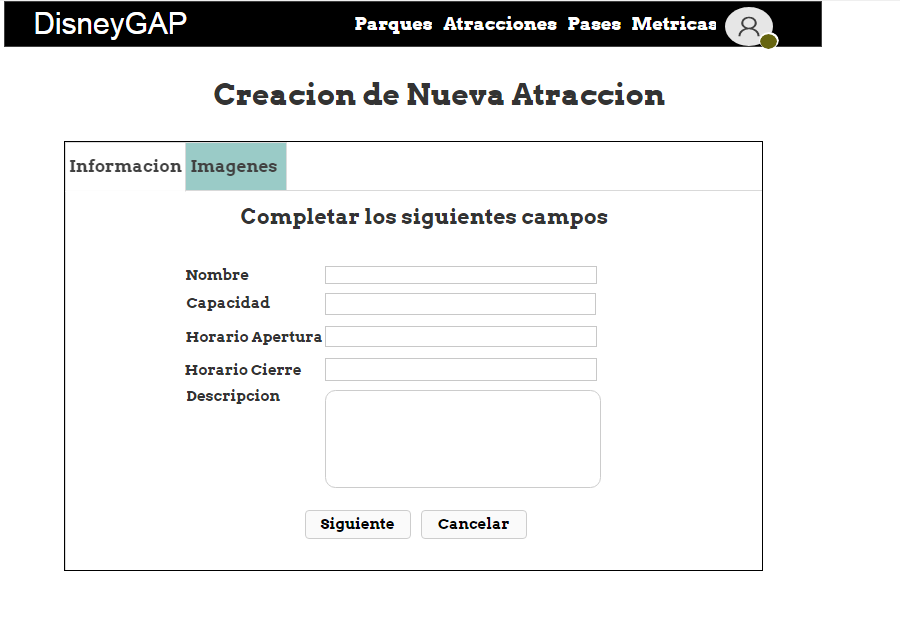 DisneyGAP Parques Atracciones Pases Metricas
Creacion de Nueva Atraccion
Informacion Imagenes
Completar los siguientes campos
Nombre
Capacidad
Horario Apertura
Horario Cierre
Descripcion
Siguiente Cancelar